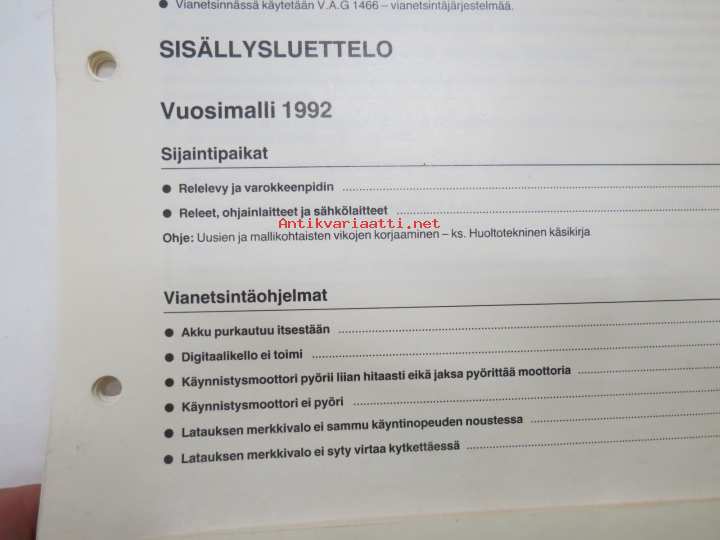 ● Vianetsinnässä käytetään V.A.G 1466 – vianetsintäjärjestelmää.
SISÄLLYSLUETTELO
Vuosimalli 1992
Sijaintipaikat
● Relelevy ja varokkeenpidin
● Releet, ohjainlaitteet ja sähkölaitteet
Antikvariaatti.net
Ohje: Uusien ja mallikohtaisten vikojen korjaaminen – ks. Huoltotekninen käsikirja
Vianetsintäohjelmat
● Akku purkautuu itsestään
● Digitaalikello ei toimi
● Käynnistysmoottori pyörii liian hitaasti eikä jaksa pyörittää moottoria
● Käynnistysmoottori ei pyöri
● Latauksen merkkivalo ei sammu käyntinopeuden noustessa
● Latauksen merkkivalo ei syty virtaa kytkettäessä